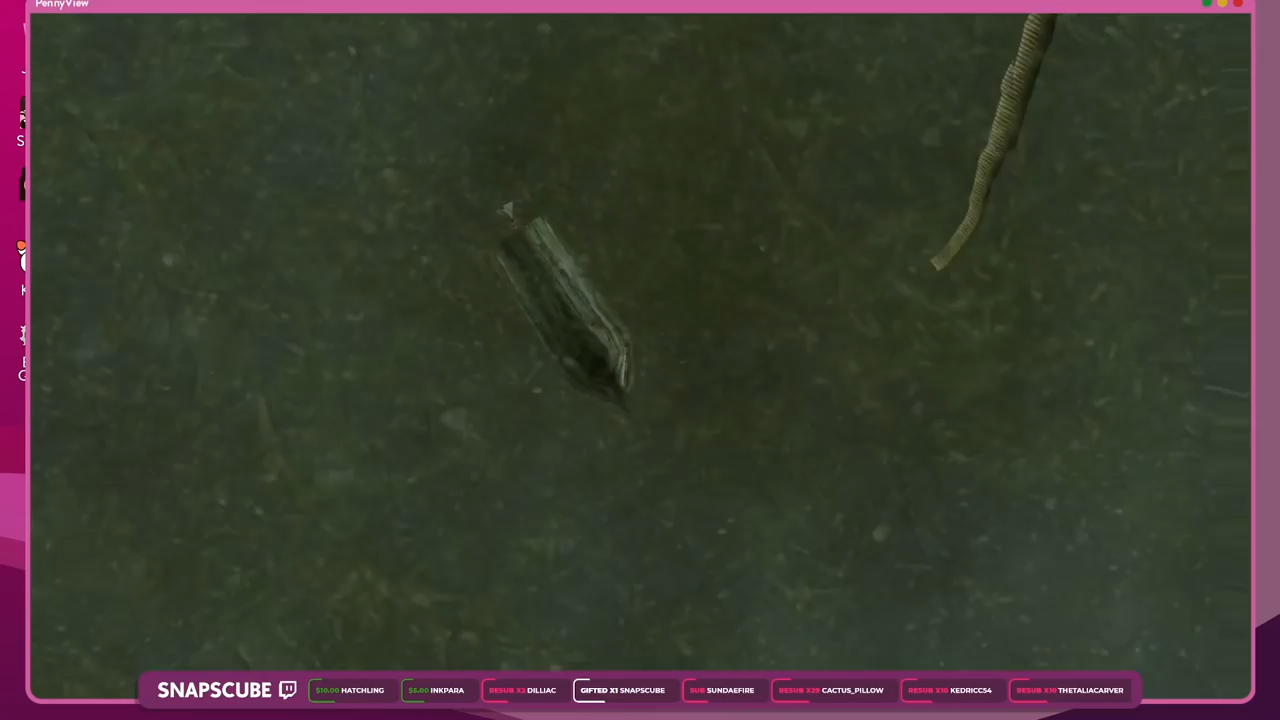 PennyView
S
K
SNAPSCUBE
$10.00 HATCHLING
$5.00 INKPARA
RESUB X2 DILLIAC
GIFTED X1 SNAPSCUBE
SUB SUNDAEFIRE
RESUB X29 CACTUS_PILLOW
RESUB X10 KEDRICC54
RESUB X16 THETALIACARVER